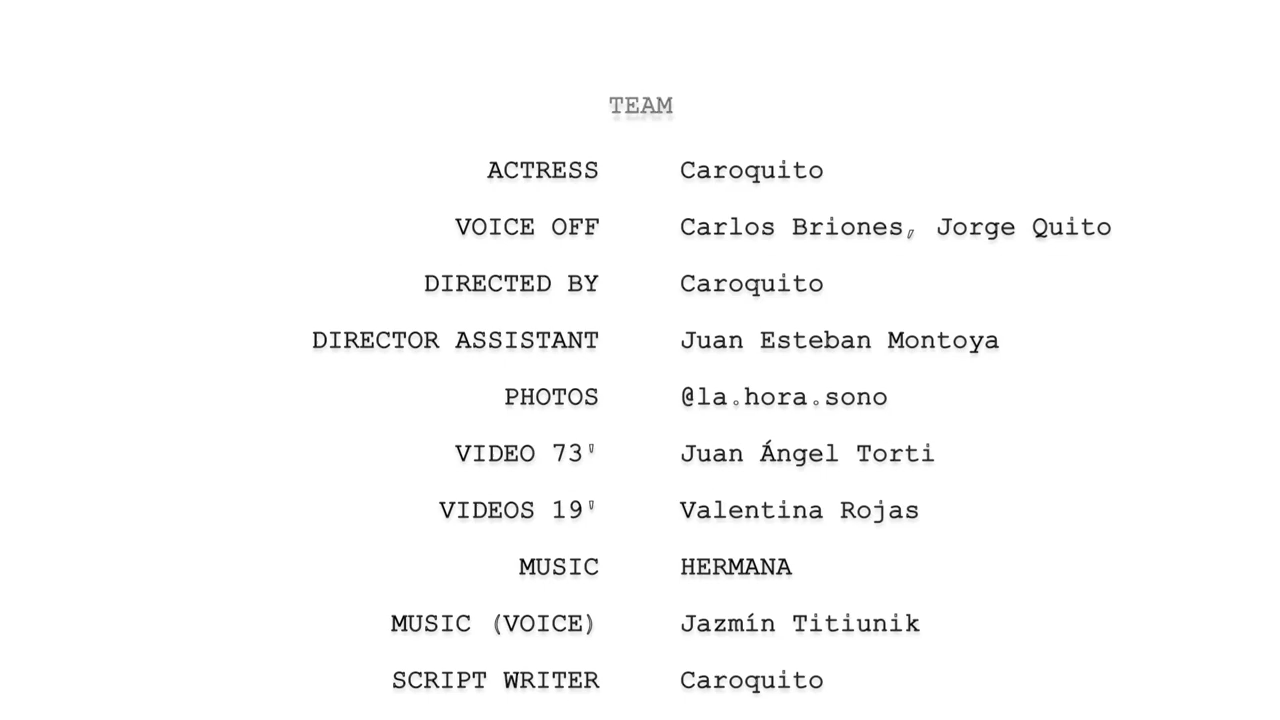 TEAM
ACTRESS Caroquito
VOICE OFF Carlos Briones, Jorge Quito
DIRECTED BY Caroquito
DIRECTOR ASSISTANT Juan Esteban Montoya
PHOTOS @la.hora.sono
VIDEO 73' Juan Ángel Torti
VIDEOS 19' Valentina Rojas
MUSIC HERMANA
MUSIC (VOICE) Jazmín Titiunik
SCRIPT WRITER Caroquito